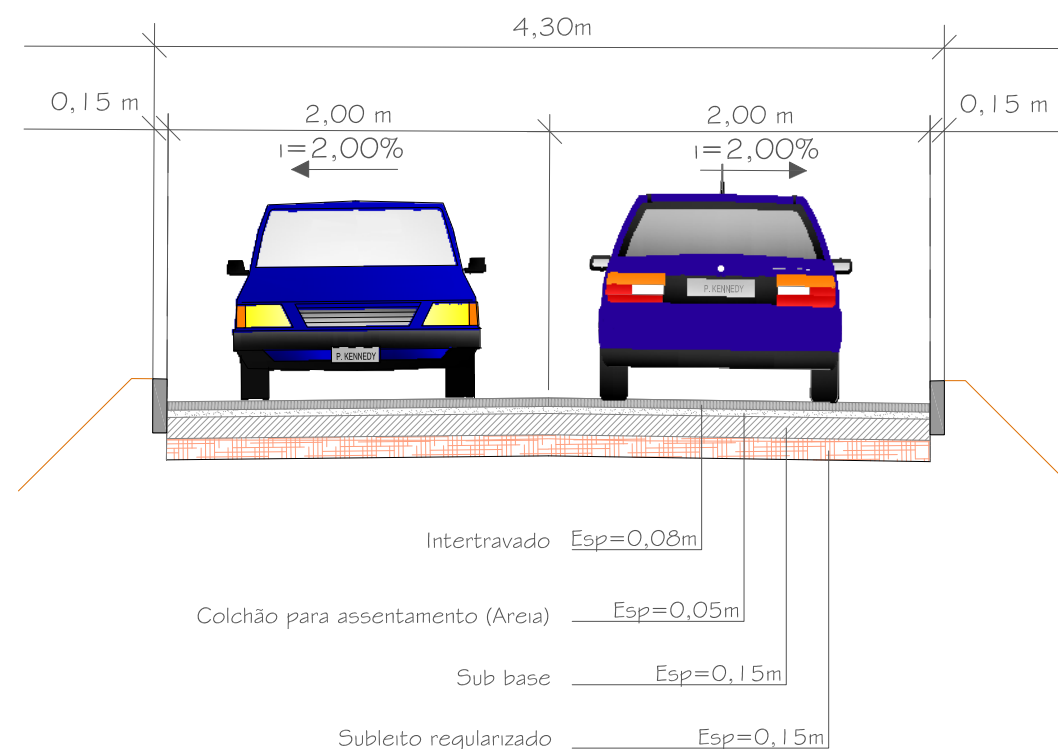 4,30m
0,15 m
2,00 m
2,00 m
0,15 m
i=2,00%
i=2,00%
P. KENNEDY
P. KENNEDY
Intertravado Esp=0,08m
Colchão para assentamento (Areia) Esp=0,05m
Sub base Esp=0,15m
Subleito regularizado Esp=0,15m